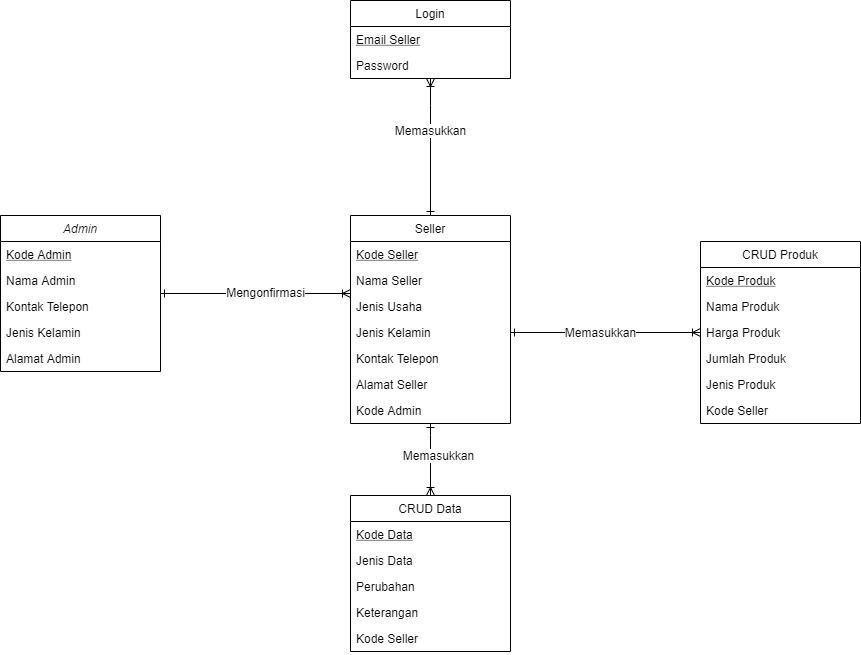 Login
Email Seller
Password
Memasukkan
Admin
Kode Admin
Nama Admin
Kontak Telepon
Jenis Kelamin
Alamat Admin
Mengonfirmasi
Seller
Kode Seller
Nama Seller
Jenis Usaha
Jenis Kelamin
Kontak Telepon
Alamat Seller
Kode Admin
Memasukkan
CRUD Produk
Kode Produk
Nama Produk
Harga Produk
Jumlah Produk
Jenis Produk
Kode Seller
Memasukkan
CRUD Data
Kode Data
Jenis Data
Perubahan
Keterangan
Kode Seller